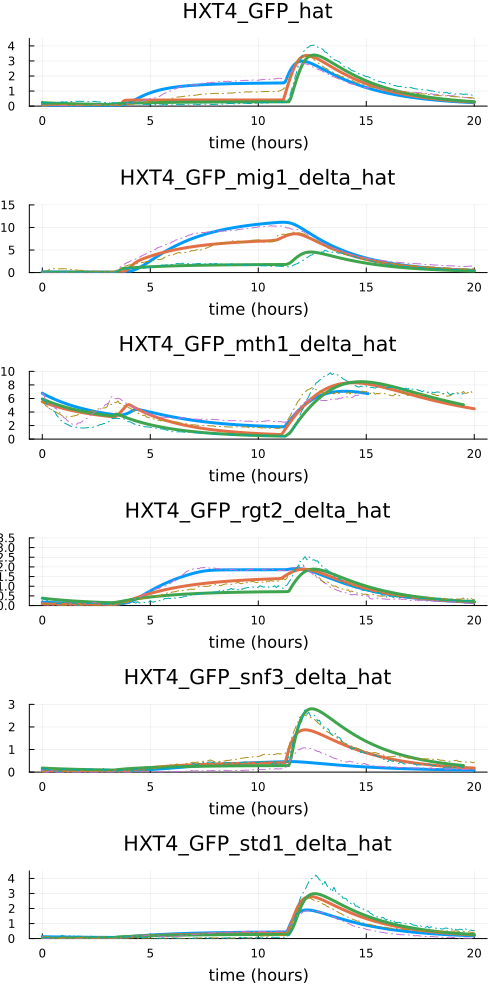 HXT4_GFP_hat
4
3
2
1
0
0 5 10 15 20
time (hours)
HXT4_GFP_mig1_delta_hat
15
10
5
0
0 5 10 15 20
time (hours)
HXT4_GFP_mth1_delta_hat
10
8
6
4
2
0
0 5 10 15 20
time (hours)
HXT4_GFP_rgt2_delta_hat
3.5
3.0
2.5
2.0
1.5
1.0
0.5
0.0
0 5 10 15 20
time (hours)
HXT4_GFP_snf3_delta_hat
3
2
1
0
0 5 10 15 20
time (hours)
HXT4_GFP_std1_delta_hat
4
3
2
1
0
0 5 10 15 20
time (hours)